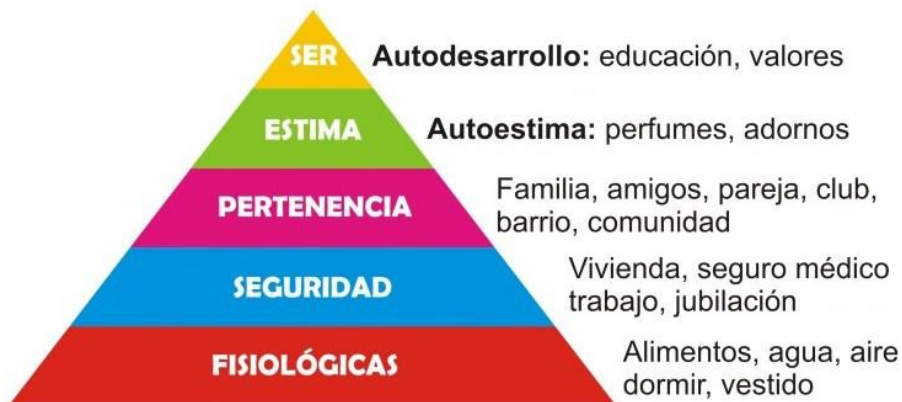 SER
Autodesarrollo: educación, valores
ESTIMA
Autoestima: perfumes, adornos
PERTENENCIA
Familia, amigos, pareja, club,
barrio, comunidad
SEGURIDAD
Vivienda, seguro médico
trabajo, jubilación
FISIOLÓGICAS
Alimentos, agua, aire
dormir, vestido